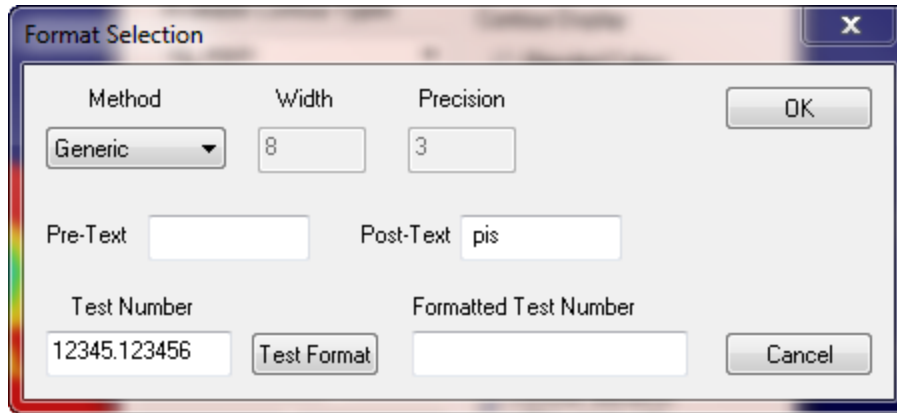 Format Selection
X
Method Width Precision
OK
Generic 8 3
Pre-Text Post-Text pis
Test Number Formatted Test Number
12345.123456 Test Format Cancel